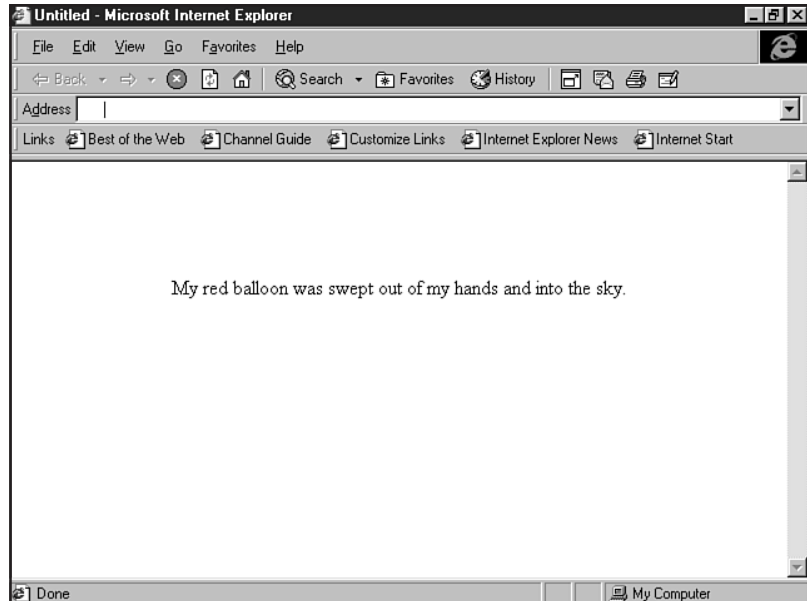 Untitled - Microsoft Internet Explorer
File Edit View Go Favorites Help
Back Search Favorites History
Address
Links Best of the Web Channel Guide Customize Links Internet Explorer News Internet Start
My red balloon was swept out of my hands and into the sky.
Done My Computer